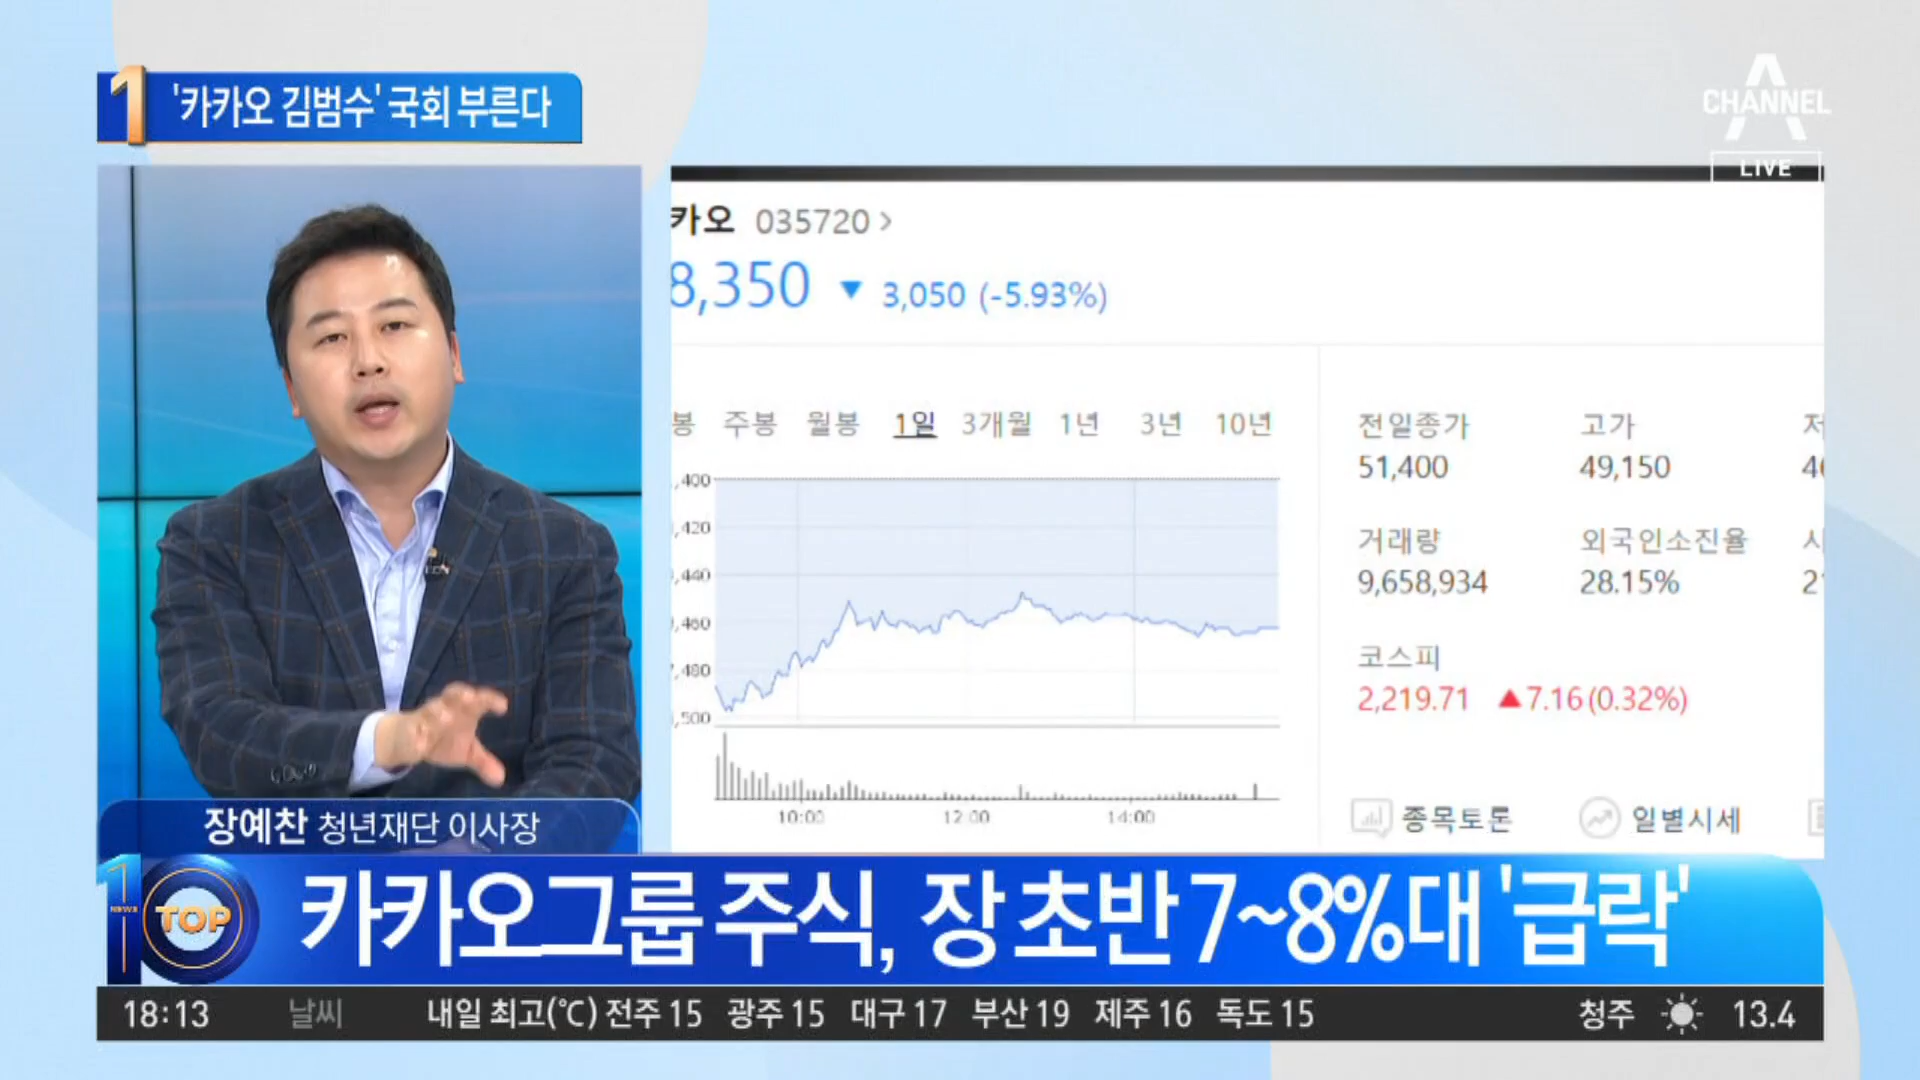 1 '카카오 김범수' 국회 부른다
CHANNEL A
LIVE
카오 035720
8,350 ▼ 3,050 (-5.93%)
봉 주봉 월봉 1일 3개월 1년 3년 10년
전일종가 고가
51,400 49,150
거래량 외국인소진율
9,658,934 28.15%
코스피
2,219.71 ▲7.16(0.32%)
10:00 12:00 14:00
종목토론 일별시세
장예찬 청년재단 이사장
NEWS TOP 10
카카오그룹 주식, 장 초반 7~8%대 '급락'
18:13 날씨 내일 최고(℃) 전주 15 광주 15 대구 17 부산 19 제주 16 독도 15 청주 13.4